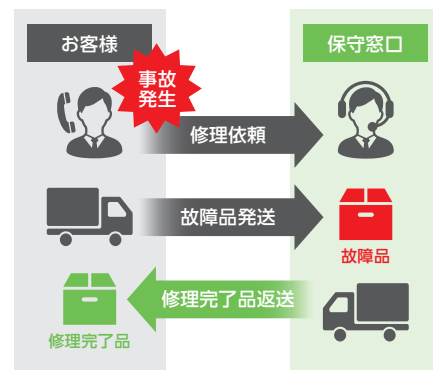 お客様
保守窓口
事故
発生
修理依頼
故障品発送
故障品
修理完了品返送
修理完了品